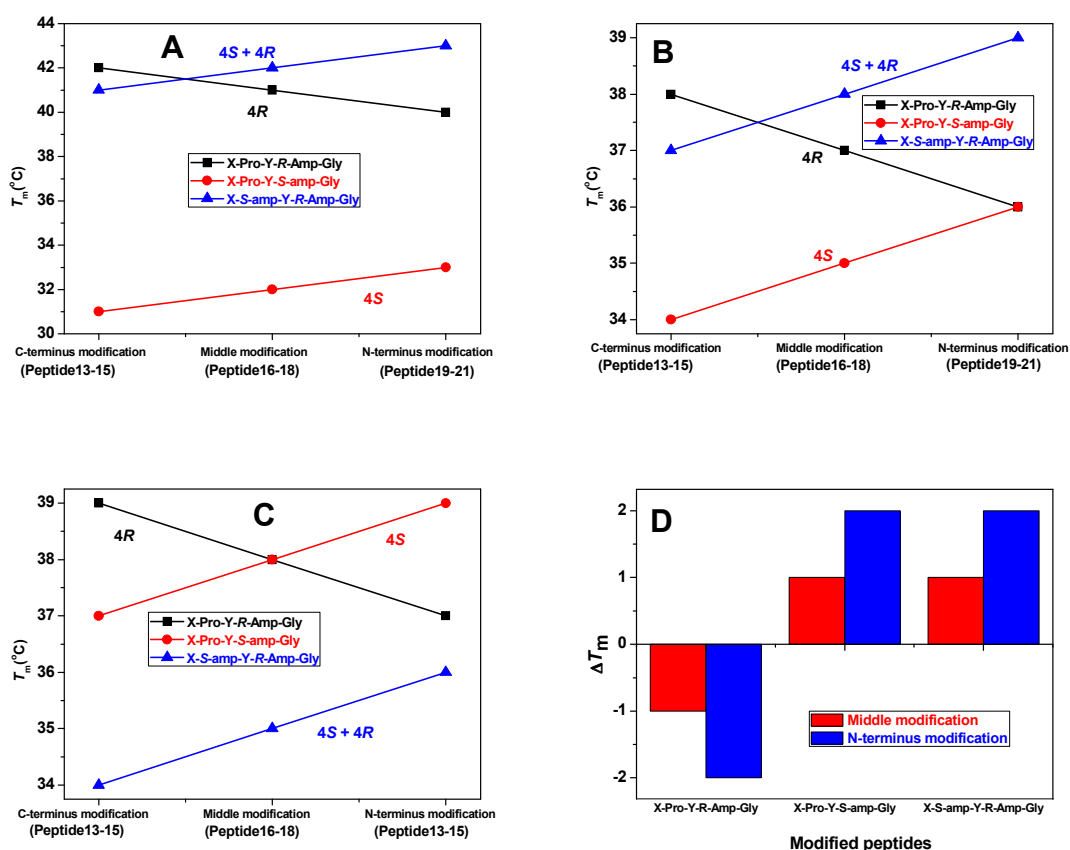 A
44
42
40
38
36
34
33
32
31
30
Tm(°C)
4S + 4R
4R
X-Pro-Y-R-Amp-Gly
X-Pro-Y-S-amp-Gly
X-S-amp-Y-R-Amp-Gly
4S
C-terminus modification
(Peptide13-15)
Middle modification
(Peptide16-18)
N-terminus modification
(Peptide19-21)
B
39
38
37
36
35
34
Tm(°C)
4S + 4R
X-Pro-Y-R-Amp-Gly
X-Pro-Y-S-amp-Gly
X-S-amp-Y-R-Amp-Gly
4R
4S
C-terminus modification
(Peptide13-15)
Middle modification
(Peptide16-18)
N-terminus modification
(Peptide19-21)
C
39
38
37
36
35
34
Tm(°C)
4R
4S
X-Pro-Y-R-Amp-Gly
X-Pro-Y-S-amp-Gly
X-S-amp-Y-R-Amp-Gly
4S + 4R
C-terminus modification
(Peptide13-15)
Middle modification
(Peptide16-18)
N-terminus modification
(Peptide13-15)
D
2
1
0
-1
-2
ΔTm
Middle modification
N-terminus modification
X-Pro-Y-R-Amp-Gly
X-Pro-Y-S-amp-Gly
X-S-amp-Y-R-Amp-Gly
Modified peptides